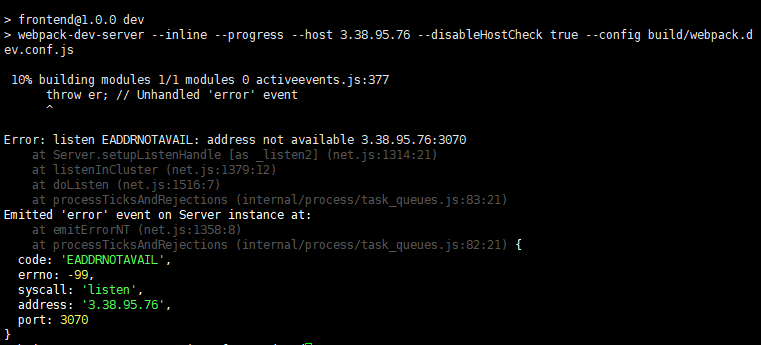 > frontend@1.0.0 dev
> webpack-dev-server --inline --progress --host 3.38.95.76 --disableHostCheck true --config build/webpack.d
ev.conf.js
10% building modules 1/1 modules 0 activeevents.js:377
throw er; // Unhandled 'error' event
^
Error: listen EADDRNOTAVAIL: address not available 3.38.95.76:3070
at Server.setupListenHandle [as _listen2] (net.js:1314:21)
at listenInCluster (net.js:1379:12)
at doListen (net.js:1516:7)
at processTicksAndRejections (internal/process/task_queues.js:83:21)
Emitted 'error' event on Server instance at:
at emitErrorNT (net.js:1358:8)
at processTicksAndRejections (internal/process/task_queues.js:82:21) {
code: 'EADDRNOTAVAIL',
errno: -99,
syscall: 'listen',
address: '3.38.95.76',
port: 3070
}